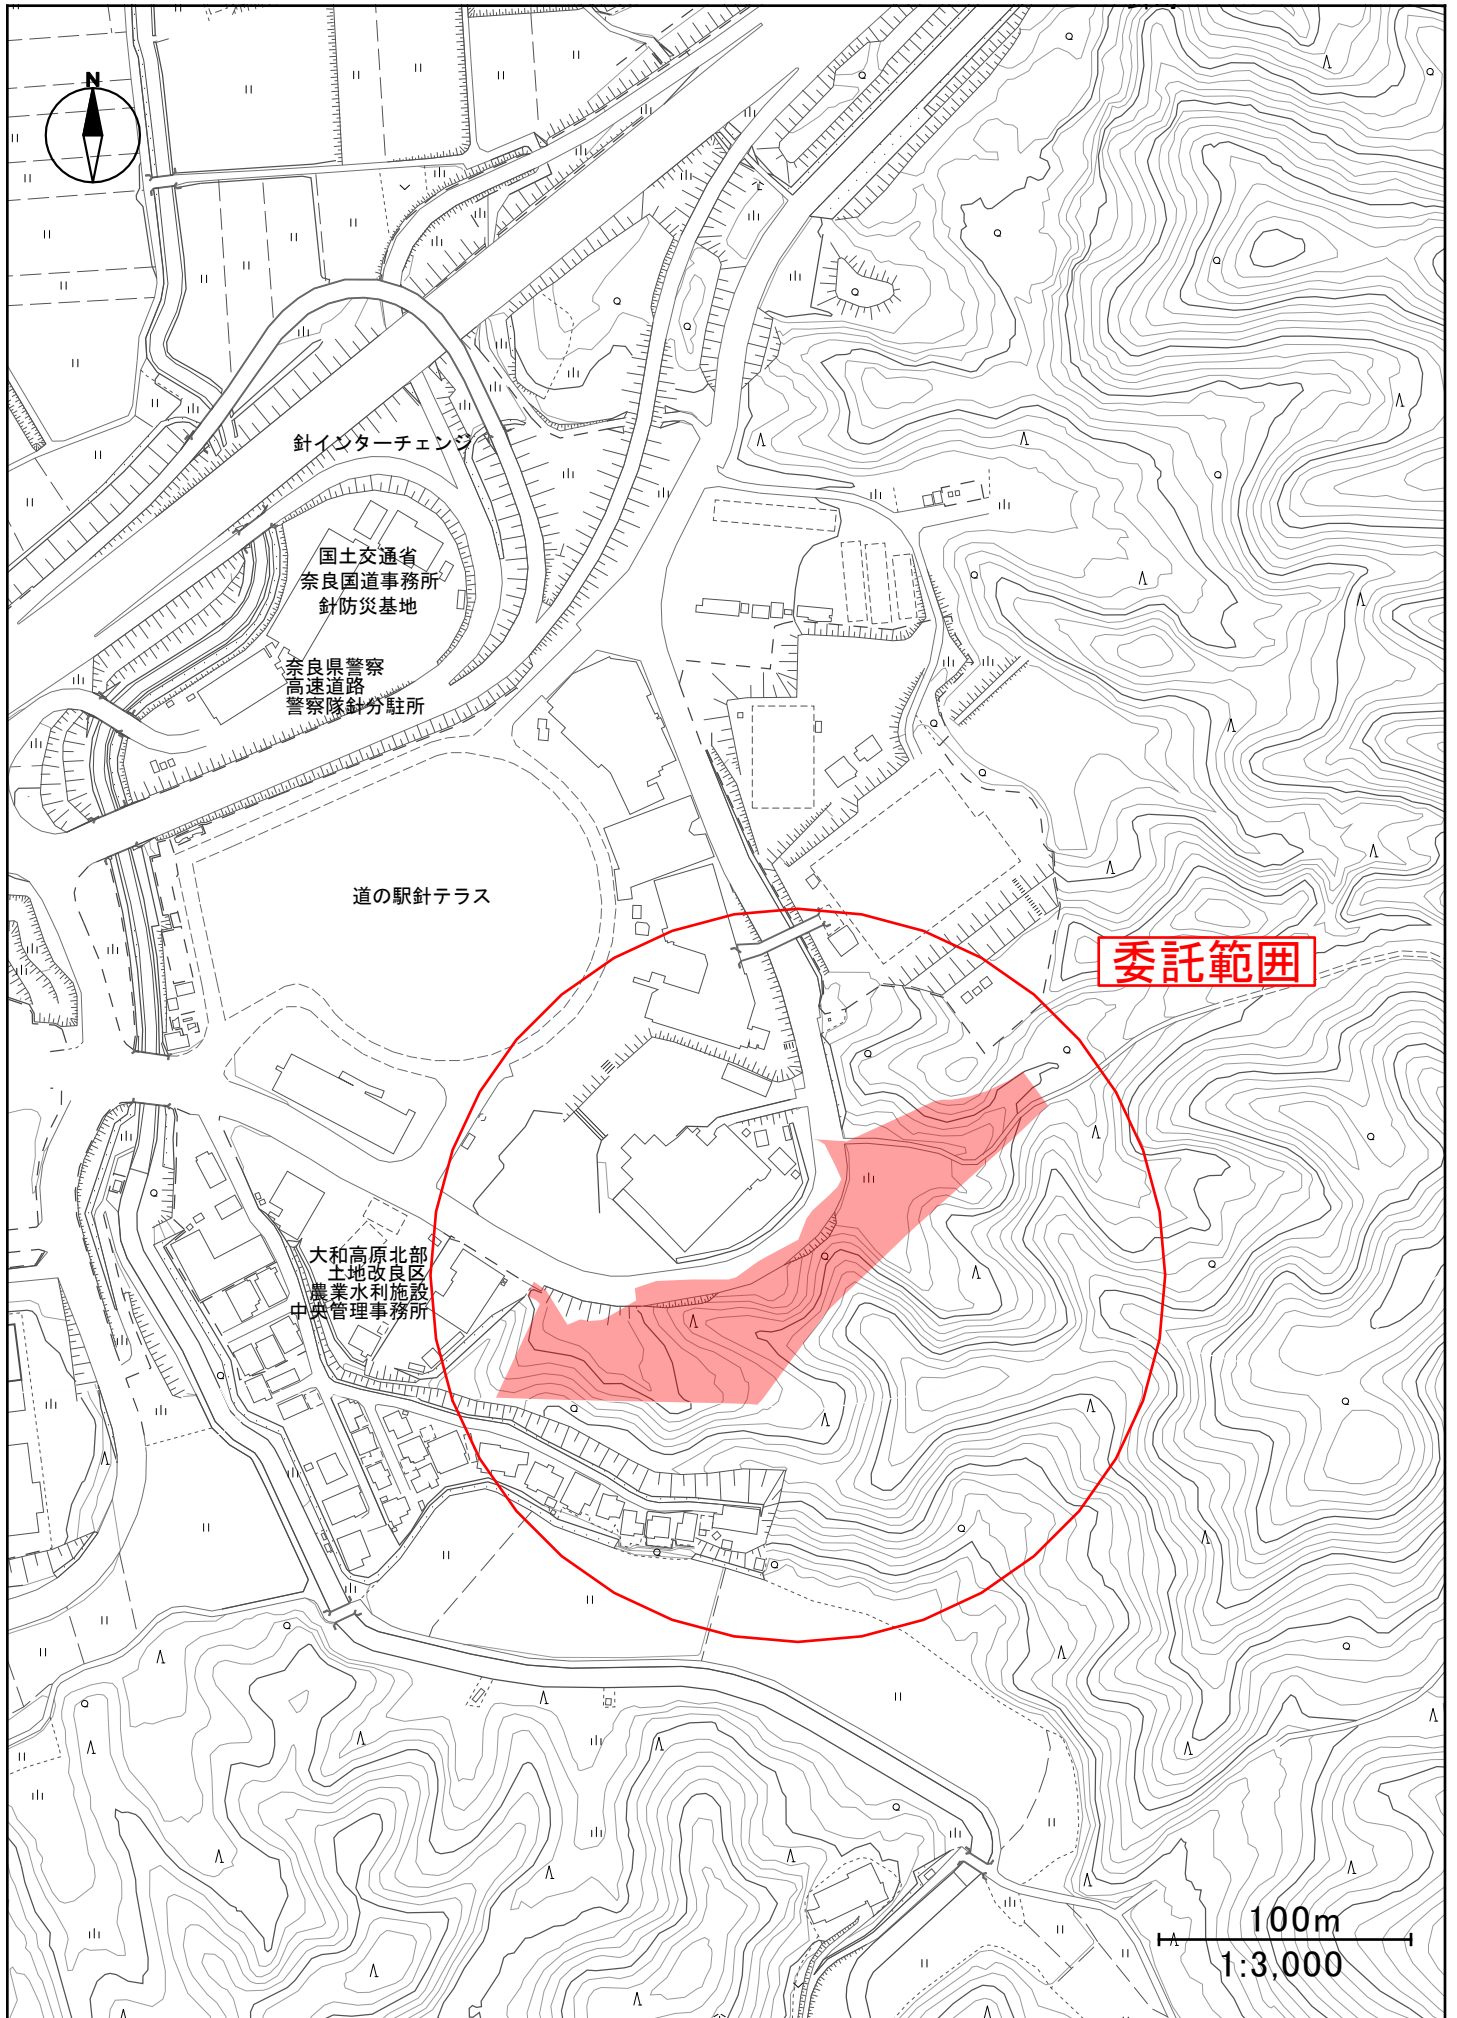 N
針インターチェンジ
国土交通省
奈良国道事務所
針防災基地
奈良県警察
高速道路
警察隊針分駐所
道の駅針テラス
委託範囲
大和高原北部
土地改良区
農業水利施設
中央管理事務所
100m
1:3,000